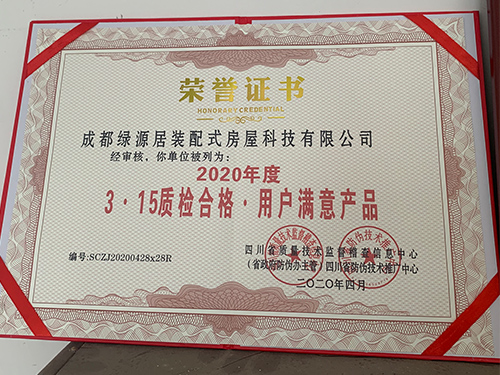 荣誉证书
HONORARY CREDENTIAL
成都绿源居装配式房屋科技有限公司
经审核，你单位被列为：
2020年度
3·15质检合格·用户满意产品
编号:SCZJ20200428x28R
四川省质量技术监督稽查信息中心
（省政府防伪办主管）四川省防伪技术推广中心
二〇二〇年四月